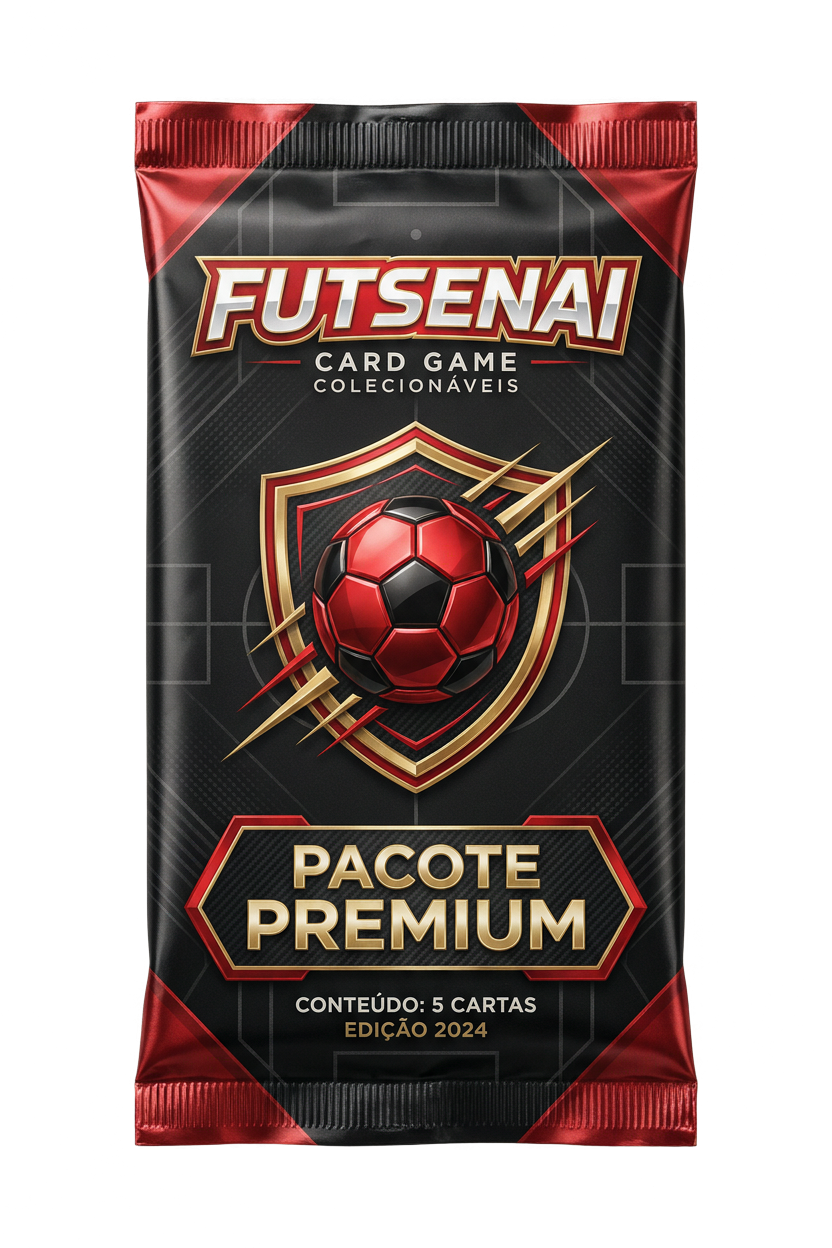 FUTSENAI
CARD GAME
COLECIONÁVEIS
PACOTE
PREMIUM
CONTEÚDO: 5 CARTAS
EDIÇÃO 2024